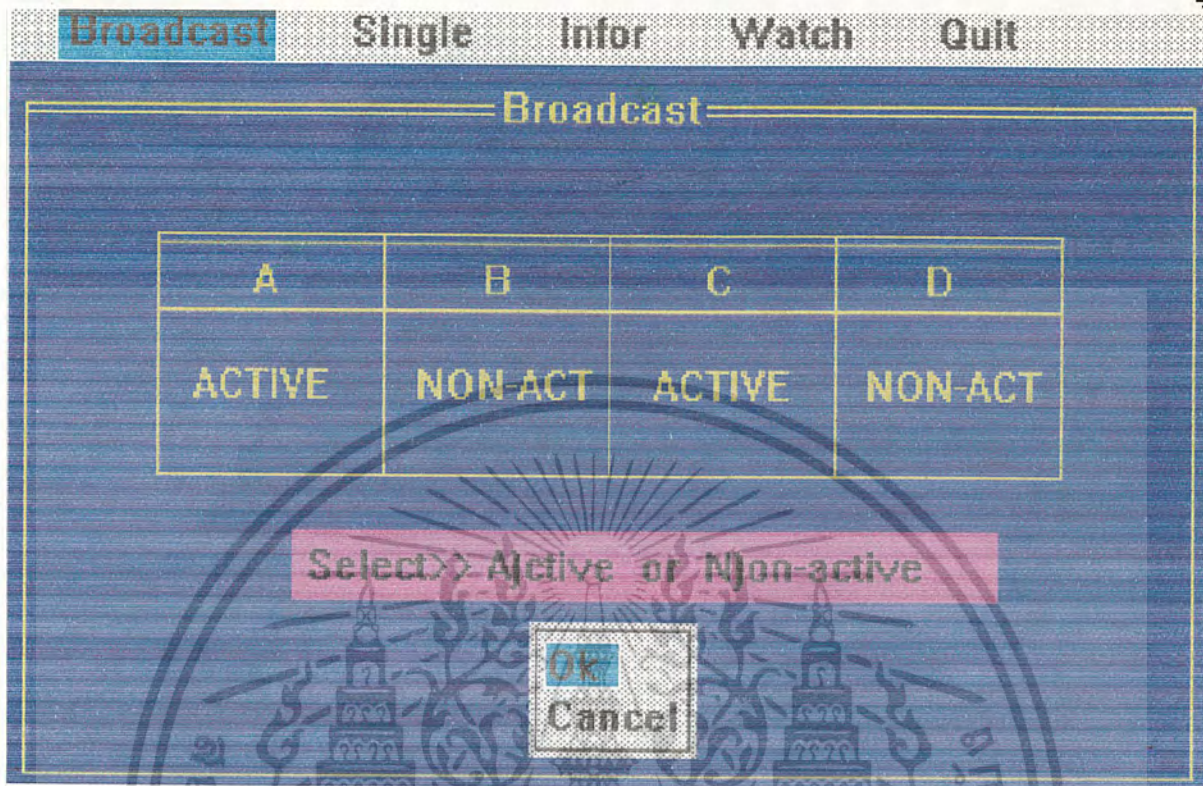 Broadcast Single Infor Watch Quit
Broadcast
A B C D
ACTIVE NON-ACT ACTIVE NON-ACT
Select>> A)ctive or N)on-active
Ok
Cancel